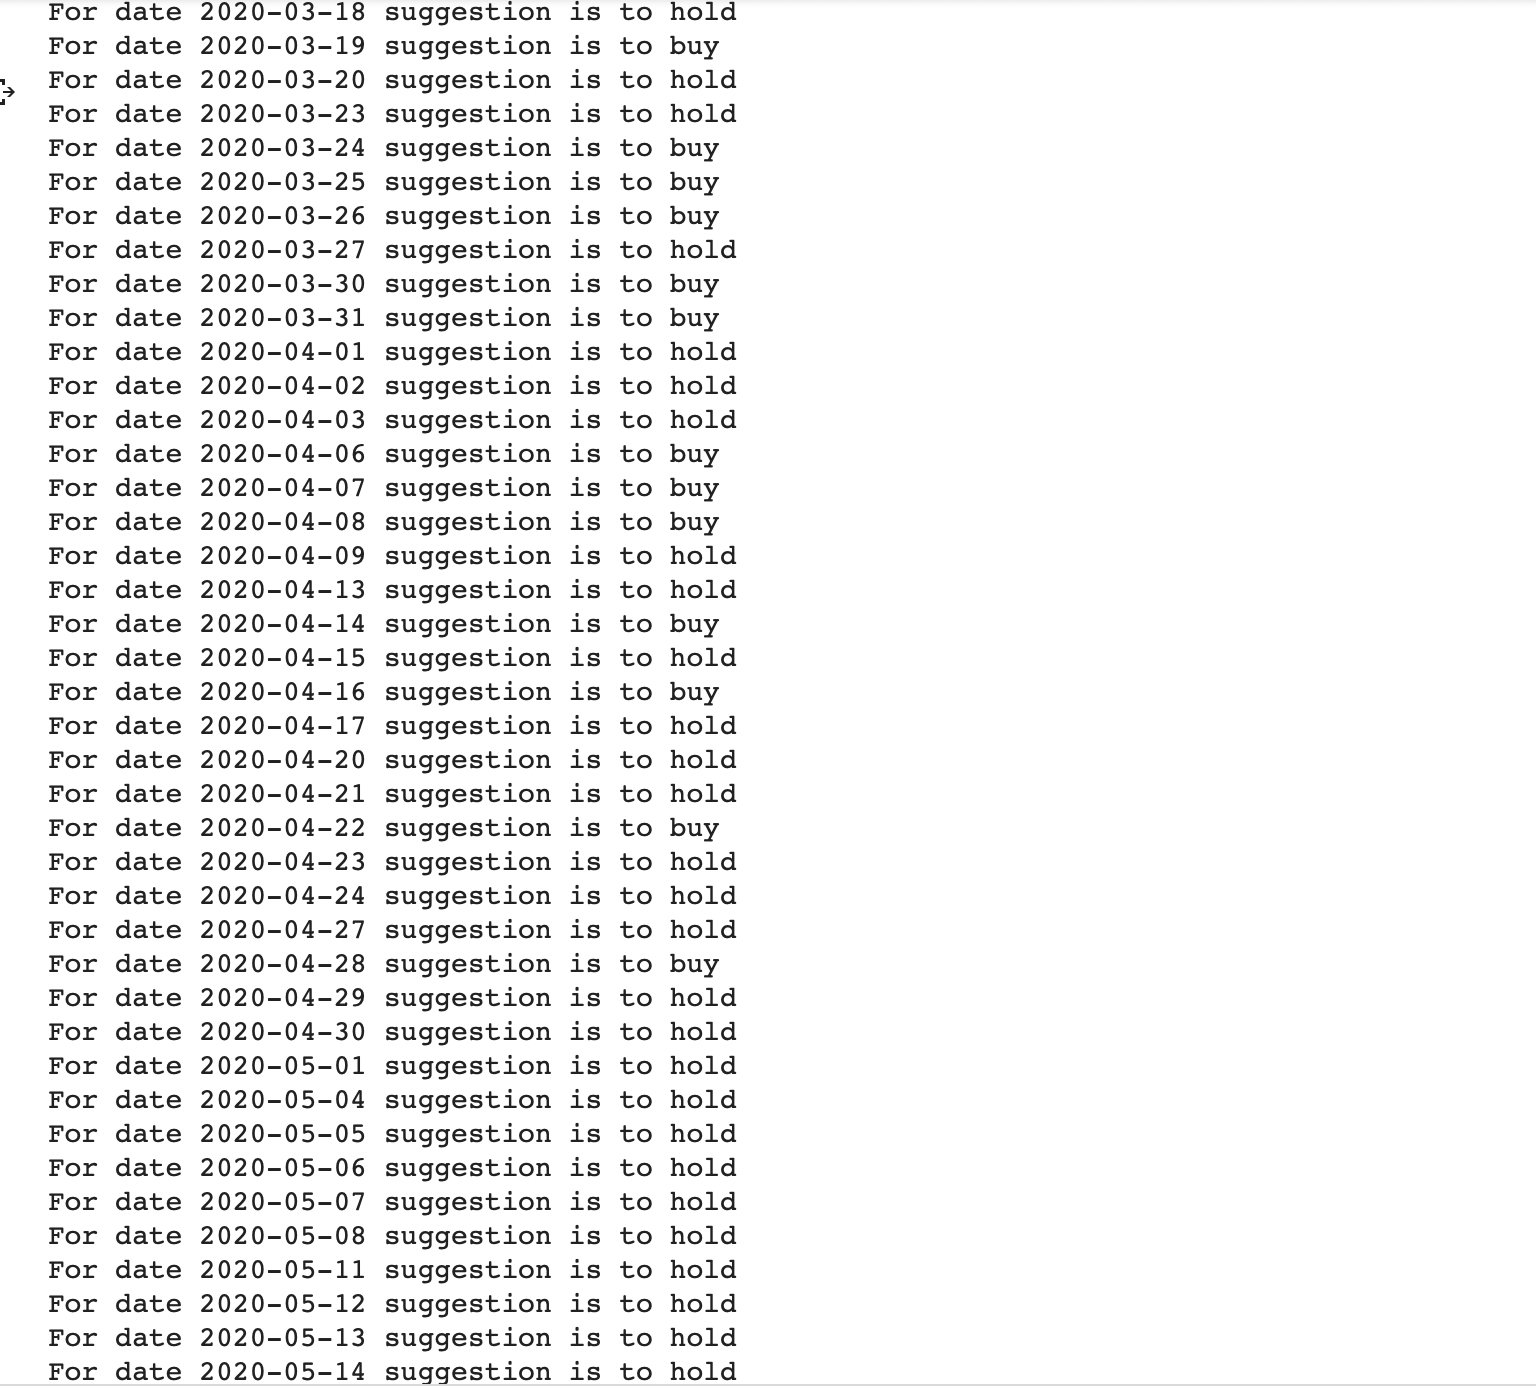 For date 2020-03-18 suggestion is to hold
For date 2020-03-19 suggestion is to buy
For date 2020-03-20 suggestion is to hold
For date 2020-03-23 suggestion is to hold
For date 2020-03-24 suggestion is to buy
For date 2020-03-25 suggestion is to buy
For date 2020-03-26 suggestion is to buy
For date 2020-03-27 suggestion is to hold
For date 2020-03-30 suggestion is to buy
For date 2020-03-31 suggestion is to buy
For date 2020-04-01 suggestion is to hold
For date 2020-04-02 suggestion is to hold
For date 2020-04-03 suggestion is to hold
For date 2020-04-06 suggestion is to buy
For date 2020-04-07 suggestion is to buy
For date 2020-04-08 suggestion is to buy
For date 2020-04-09 suggestion is to hold
For date 2020-04-13 suggestion is to hold
For date 2020-04-14 suggestion is to buy
For date 2020-04-15 suggestion is to hold
For date 2020-04-16 suggestion is to buy
For date 2020-04-17 suggestion is to hold
For date 2020-04-20 suggestion is to hold
For date 2020-04-21 suggestion is to hold
For date 2020-04-22 suggestion is to buy
For date 2020-04-23 suggestion is to hold
For date 2020-04-24 suggestion is to hold
For date 2020-04-27 suggestion is to hold
For date 2020-04-28 suggestion is to buy
For date 2020-04-29 suggestion is to hold
For date 2020-04-30 suggestion is to hold
For date 2020-05-01 suggestion is to hold
For date 2020-05-04 suggestion is to hold
For date 2020-05-05 suggestion is to hold
For date 2020-05-06 suggestion is to hold
For date 2020-05-07 suggestion is to hold
For date 2020-05-08 suggestion is to hold
For date 2020-05-11 suggestion is to hold
For date 2020-05-12 suggestion is to hold
For date 2020-05-13 suggestion is to hold
For date 2020-05-14 suggestion is to hold